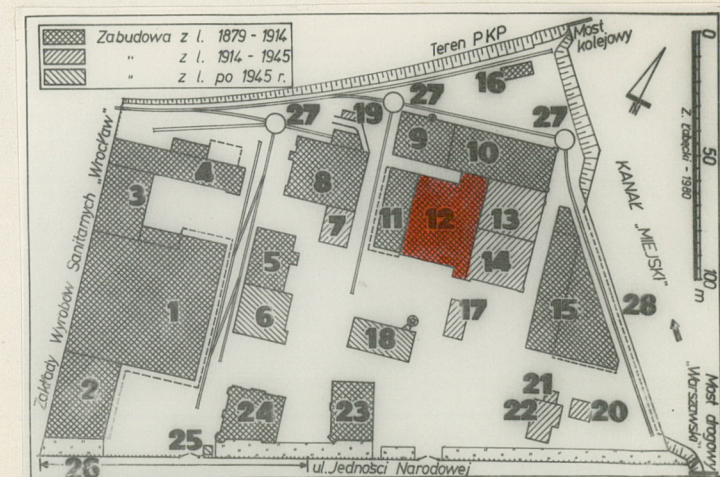 Zabudowa z l. 1879 - 1914
" z l. 1914 - 1945
" z l. po 1945 r.
Teren PKP
Most
kolejowy
Z. Łabęcki - 1980
0
50
100
m
KANAŁ „MIEJSKI"
Most drogowy
„Warszawski"
Zakłady Wyrobów Sanitarnych „Wrocław"
ul. Jedności Narodowej
16
19
27
27
27
9
10
4
3
8
7
11
12
13
14
5
6
1
15
28
17
18
2
24
23
21
22
20
25
26